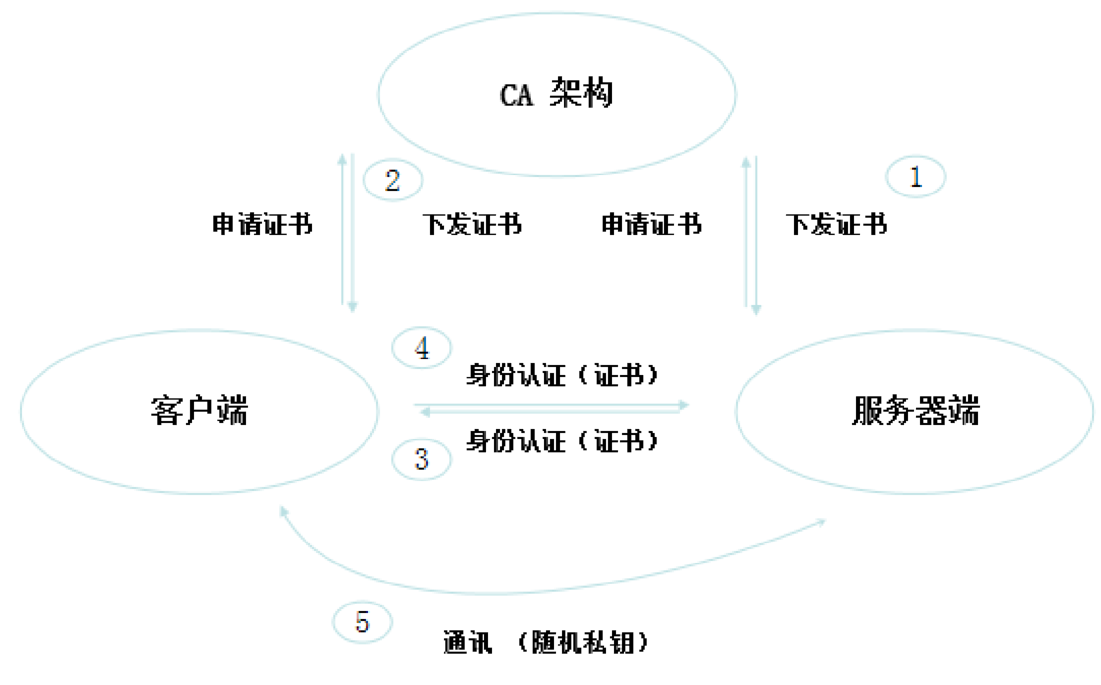 CA 架构
2
1
申请证书
下发证书
申请证书
下发证书
4
身份认证（证书）
客户端
服务器端
身份认证（证书）
3
5
通讯 （随机私钥）